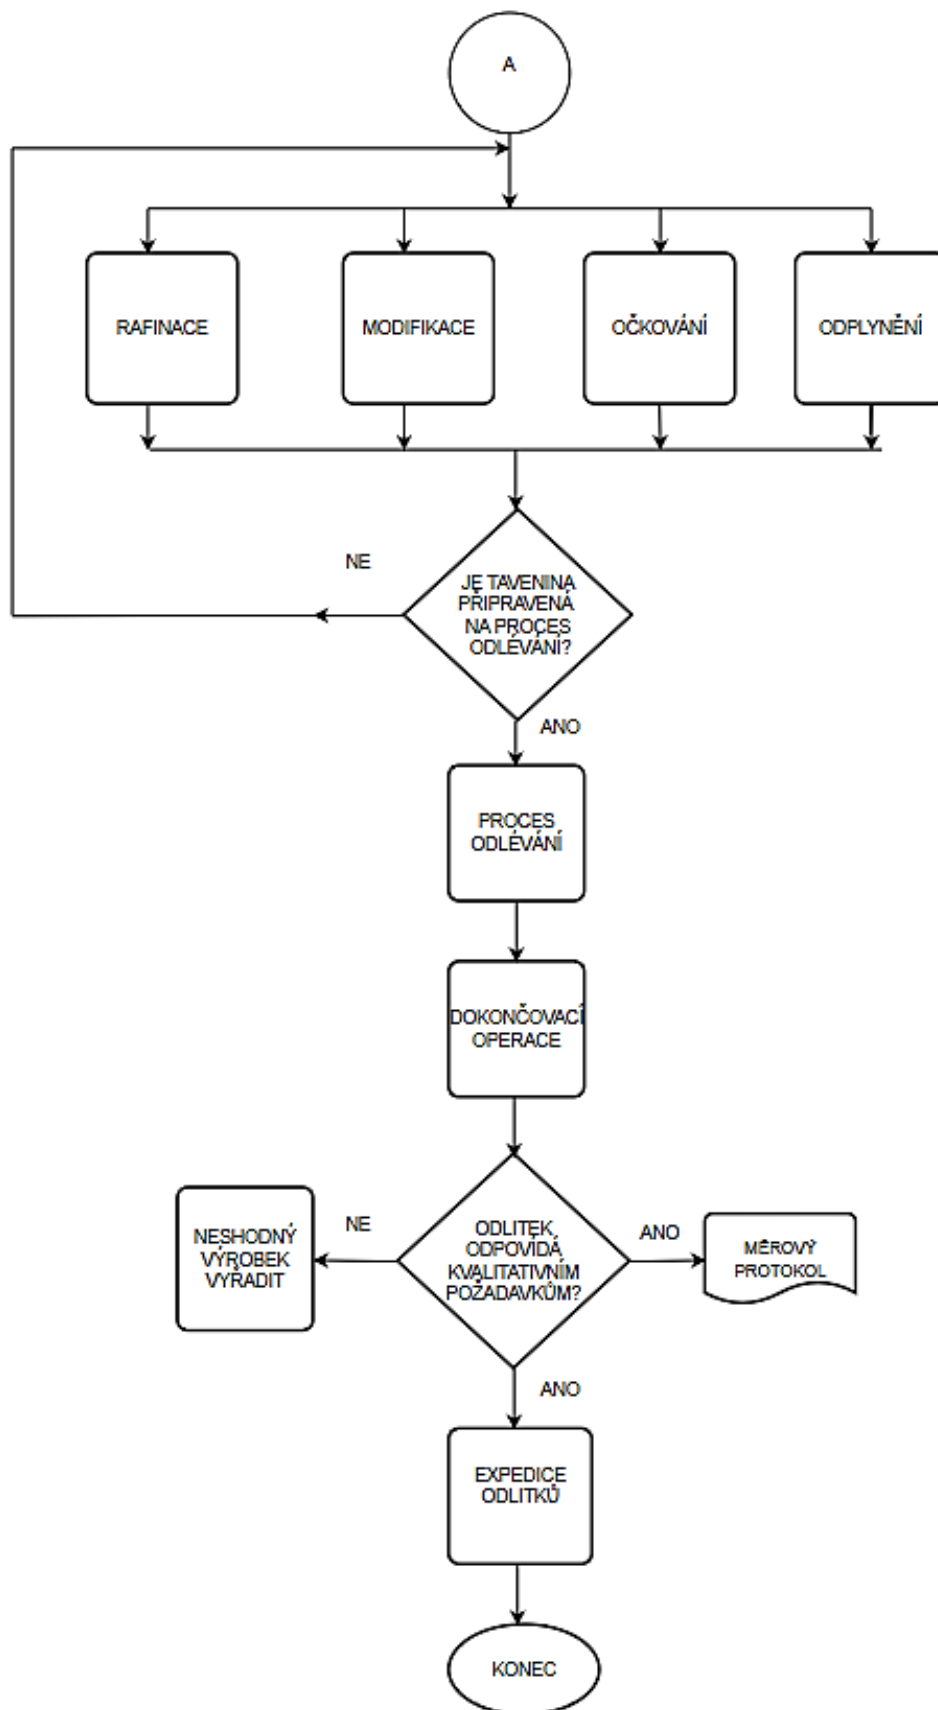 A
RAFINACE
MODIFIKACE
OČKOVÁNÍ
ODPLYNĚNÍ
NE
JE TAVENINA
PŘIPRAVENÁ
NA PROCES
ODLÉVÁNÍ?
ANO
PROCES
ODLÉVÁNÍ
DOKONČOVACÍ
OPERACE
NESHODNÝ
VÝROBEK
VYŘADIT
NE
ODLITEK
ODPOVÍDÁ
KVALITATIVNÍM
POŽADAVKŮM?
ANO
MĚROVÝ
PROTOKOL
ANO
EXPEDICE
ODLITKŮ
KONEC